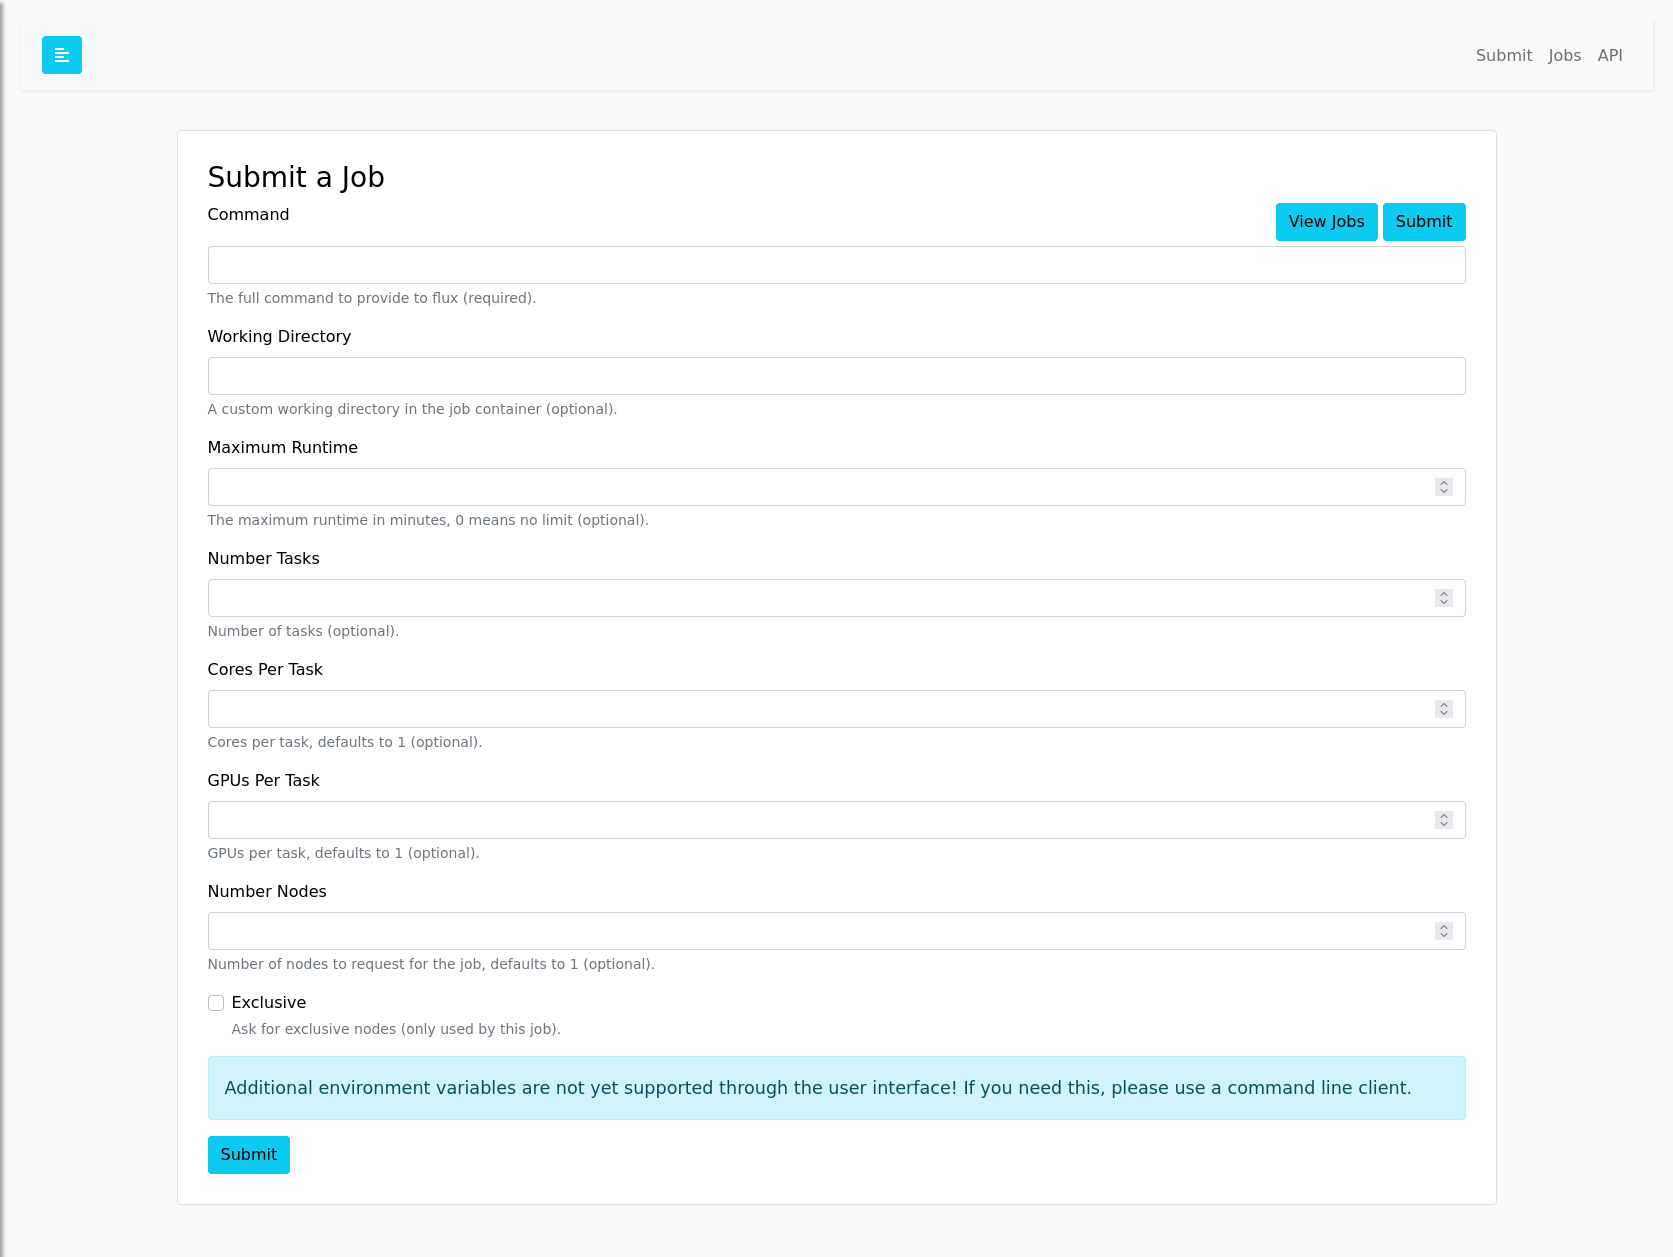 Submit Jobs API
Submit a Job
Command
View Jobs Submit
The full command to provide to flux (required).
Working Directory
A custom working directory in the job container (optional).
Maximum Runtime
The maximum runtime in minutes, 0 means no limit (optional).
Number Tasks
Number of tasks (optional).
Cores Per Task
Cores per task, defaults to 1 (optional).
GPUs Per Task
GPUs per task, defaults to 1 (optional).
Number Nodes
Number of nodes to request for the job, defaults to 1 (optional).
Exclusive
Ask for exclusive nodes (only used by this job).
Additional environment variables are not yet supported through the user interface! If you need this, please use a command line client.
Submit